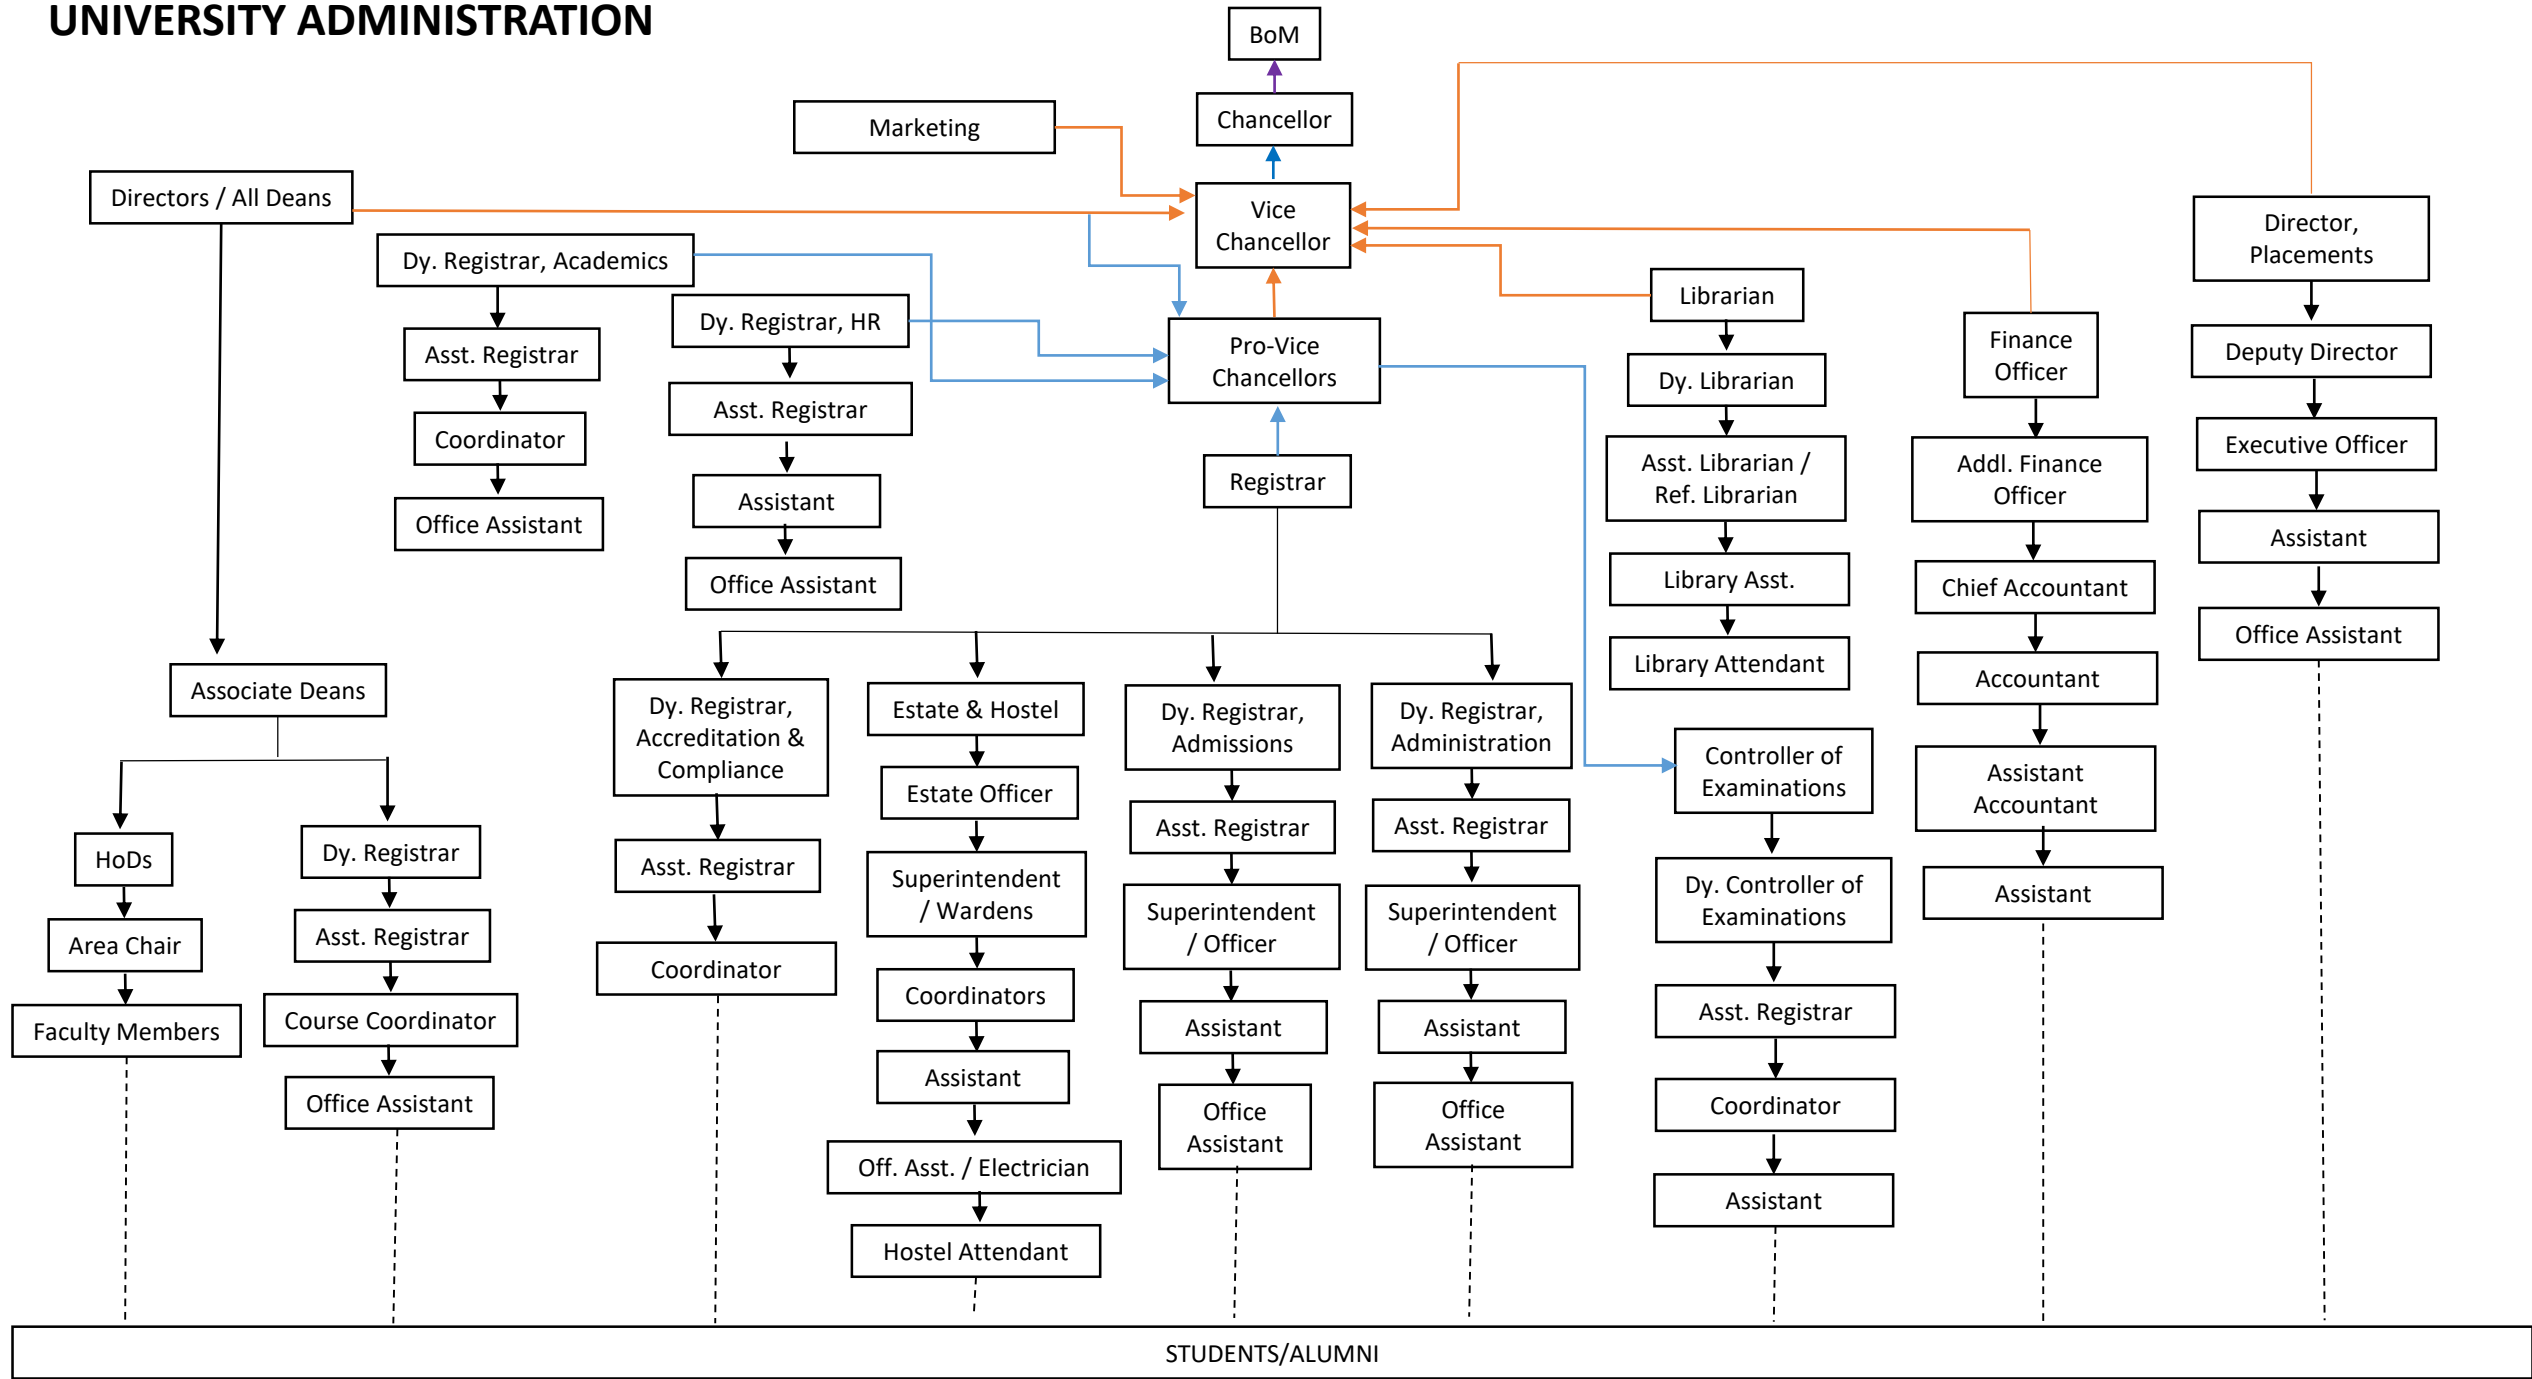 UNIVERSITY ADMINISTRATION
BoM
Chancellor
Marketing
Vice
Chancellor
Directors / All Deans
Dy. Registrar, Academics
Asst. Registrar
Coordinator
Office Assistant
Dy. Registrar, HR
Asst. Registrar
Assistant
Office Assistant
Pro-Vice
Chancellors
Registrar
Librarian
Dy. Librarian
Asst. Librarian /
Ref. Librarian
Library Asst.
Library Attendant
Finance
Officer
Addl. Finance
Officer
Chief Accountant
Accountant
Assistant
Accountant
Assistant
Director,
Placements
Deputy Director
Executive Officer
Assistant
Office Assistant
Associate Deans
HoDs
Area Chair
Faculty Members
Dy. Registrar
Asst. Registrar
Course Coordinator
Office Assistant
Dy. Registrar,
Accreditation &
Compliance
Asst. Registrar
Coordinator
Estate & Hostel
Estate Officer
Superintendent
/ Wardens
Coordinators
Assistant
Off. Asst. / Electrician
Hostel Attendant
Dy. Registrar,
Admissions
Asst. Registrar
Superintendent
/ Officer
Assistant
Office
Assistant
Dy. Registrar,
Administration
Asst. Registrar
Superintendent
/ Officer
Assistant
Office
Assistant
Controller of
Examinations
Dy. Controller of
Examinations
Asst. Registrar
Coordinator
Assistant
STUDENTS/ALUMNI